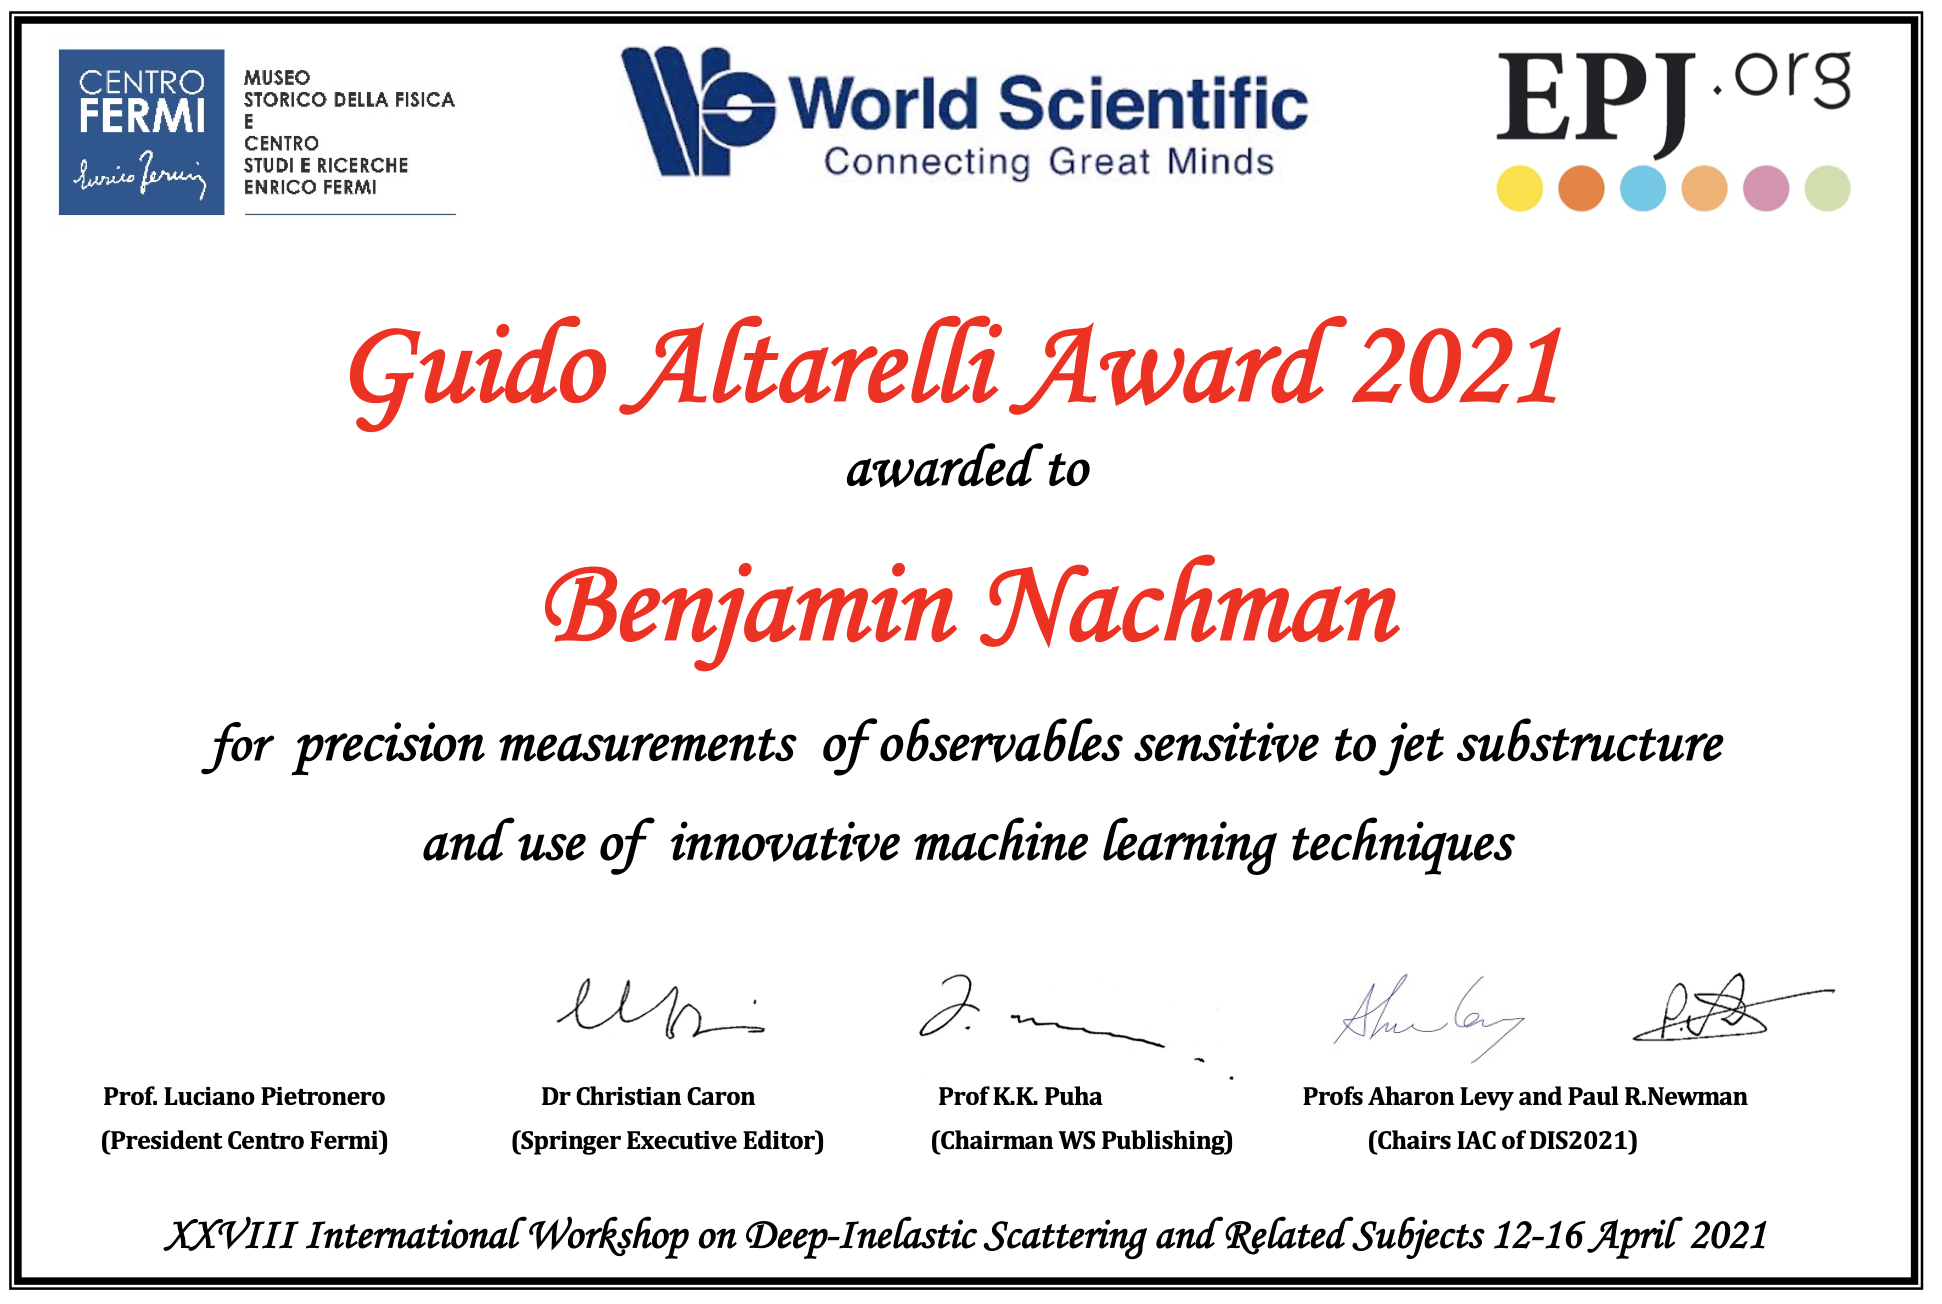 CENTRO
FERMI
Enrico Fermi
MUSEO
STORICO DELLA FISICA
E
CENTRO
STUDI E RICERCHE
ENRICO FERMI
World Scientific
Connecting Great Minds
EPJ.org
Guido Altarelli Award 2021
awarded to
Benjamin Nachman
for precision measurements of observables sensitive to jet substructure
and use of innovative machine learning techniques
Prof. Luciano Pietronero
(President Centro Fermi)
Dr Christian Caron
(Springer Executive Editor)
Prof K.K. Puha
(Chairman WS Publishing)
Profs Aharon Levy and Paul R.Newman
(Chairs IAC of DIS2021)
XXVIII International Workshop on Deep-Inelastic Scattering and Related Subjects 12-16 April 2021